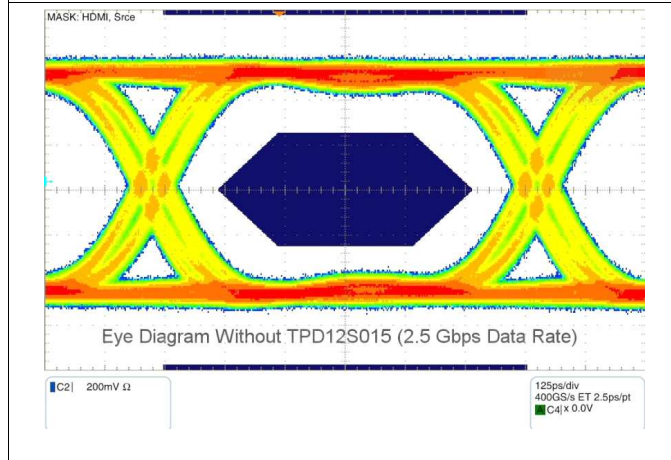 MASK: HDMI, Srce
Eye Diagram Without TPD12S015 (2.5 Gbps Data Rate)
C2| 200mV Ω
125ps/div
400GS/s ET 2.5ps/pt
A C4| x 0.0V